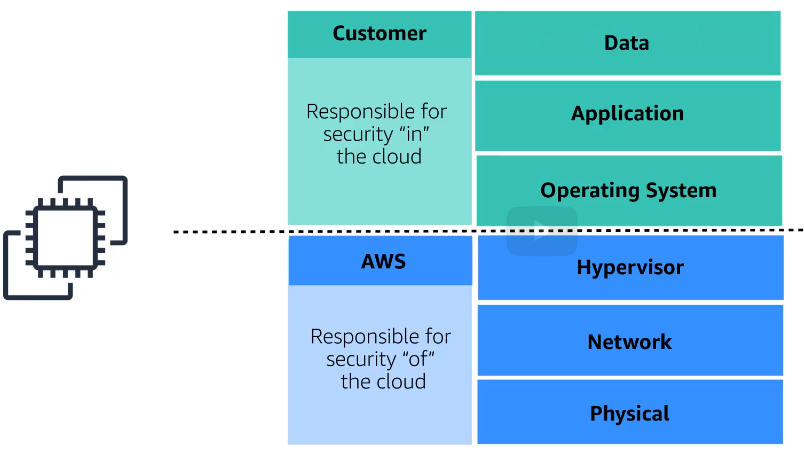 Customer
Responsible for
security “in”
the cloud
Data
Application
Operating System
AWS
Responsible for
security “of”
the cloud
Hypervisor
Network
Physical